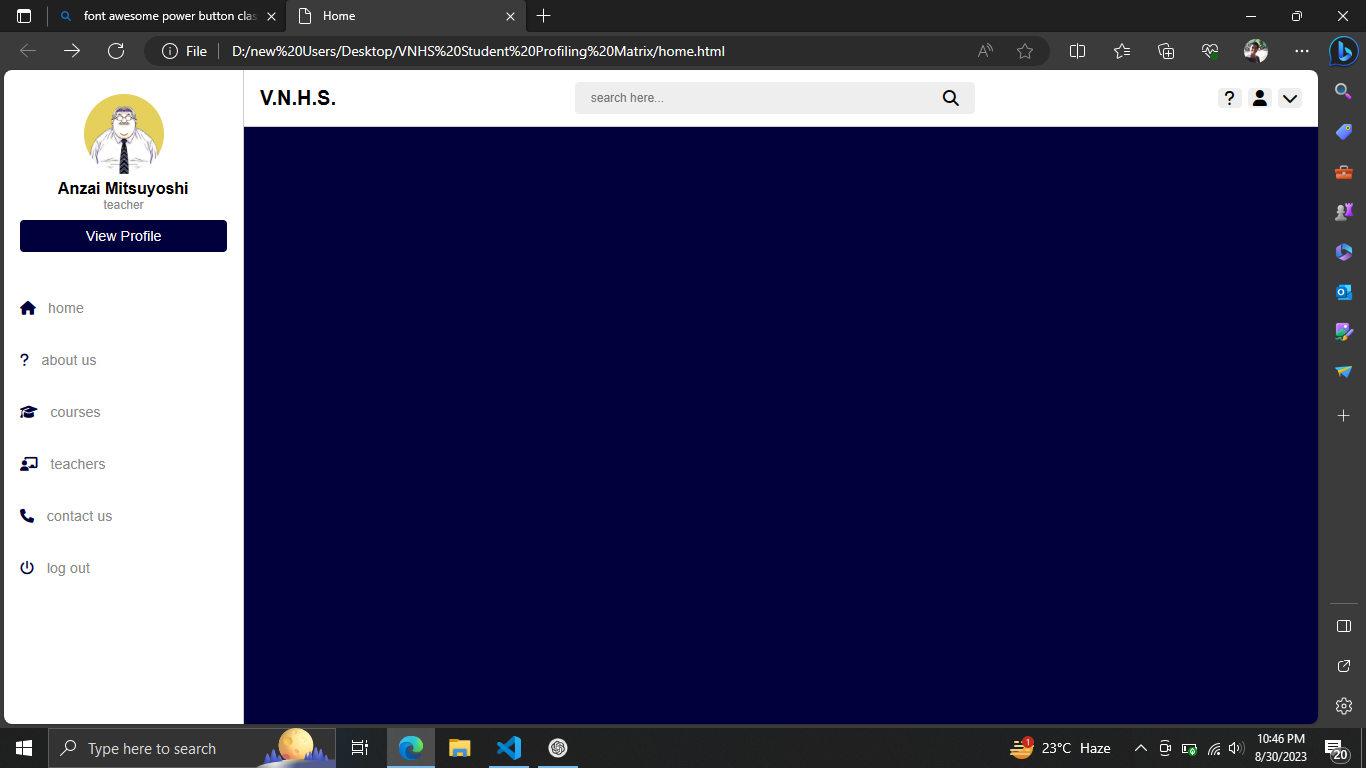 font awesome power button clas
Home
File
D:/new%20Users/Desktop/VNHS%20Student%20Profiling%20Matrix/home.html
V.N.H.S.
search here...
?
Anzai Mitsuyoshi
teacher
View Profile
home
? about us
courses
teachers
contact us
log out
Type here to search
1
23°C Haze
10:46 PM
8/30/2023
20